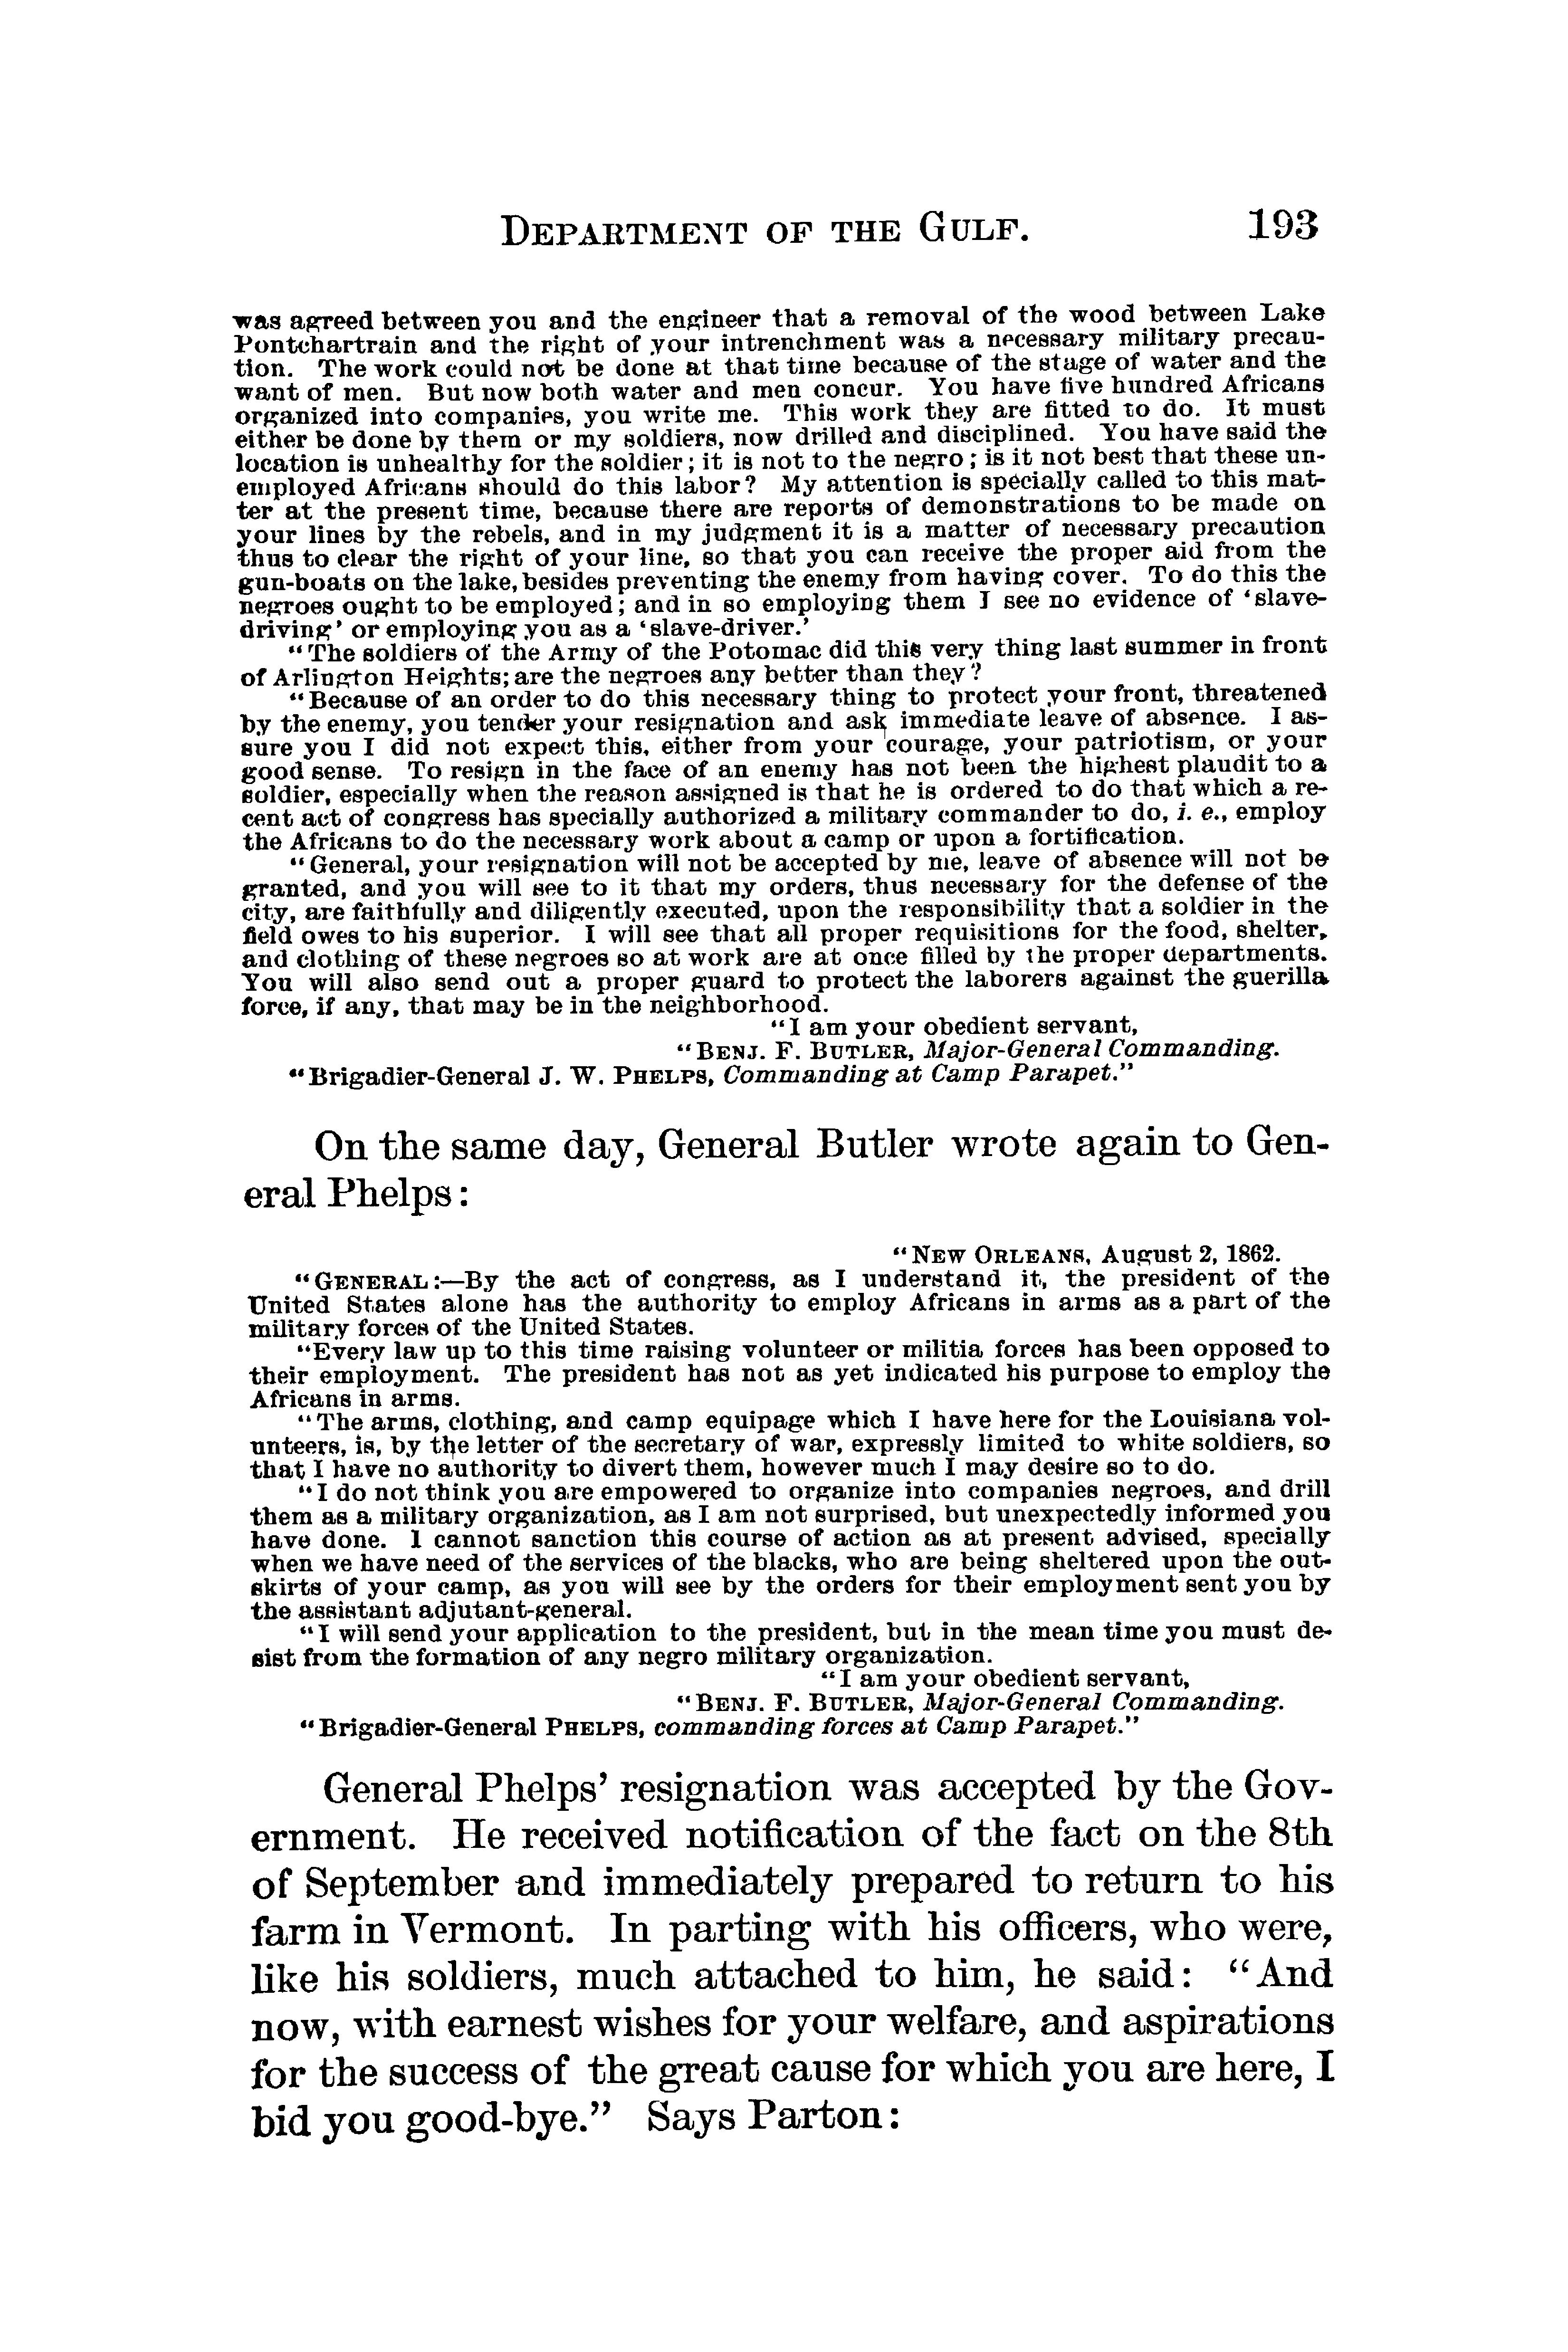 DEPARTMENT OF THE GULF. 193
was agreed between you and the engineer that a removal of the wood between Lake
Pontchartrain and the right of your intrenchment was a necessary military precau-
tion. The work could not be done at that time because of the stage of water and the
want of men. But now both water and men concur. You have five hundred Africans
organized into companies, you write me. This work they are fitted to do. It must
either be done by them or my soldiers, now drilled and disciplined. You have said the
location is unhealthy for the soldier; it is not to the negro; is it not best that these un-
employed Africans should do this labor? My attention is specially called to this mat-
ter at the present time, because there are reports of demonstrations to be made on
your lines by the rebels, and in my judgment it is a matter of necessary precaution
thus to clear the right of your line, so that you can receive the proper aid from the
gun-boats on the lake, besides preventing the enemy from having cover. To do this the
negroes ought to be employed; and in so employing them I see no evidence of ‘slave-
driving’ or employing you as a ‘slave-driver.’
“The soldiers of the Army of the Potomac did this very thing last summer in front
of Arlington Heights; are the negroes any better than they?
“Because of an order to do this necessary thing to protect your front, threatened
by the enemy, you tender your resignation and ask immediate leave of absence. I as-
sure you I did not expect this, either from your courage, your patriotism, or your
good sense. To resign in the face of an enemy has not been the highest plaudit to a
soldier, especially when the reason assigned is that he is ordered to do that which a re-
cent act of congress has specially authorized a military commander to do, i. e., employ
the Africans to do the necessary work about a camp or upon a fortification.
“General, your resignation will not be accepted by me, leave of absence will not be
granted, and you will see to it that my orders, thus necessary for the defense of the
city, are faithfully and diligently executed, upon the responsibility that a soldier in the
field owes to his superior. I will see that all proper requisitions for the food, shelter,
and clothing of these negroes so at work are at once filled by the proper departments.
You will also send out a proper guard to protect the laborers against the guerilla
force, if any, that may be in the neighborhood.
“I am your obedient servant,
“BENJ. F. BUTLER, Major-General Commanding.
“Brigadier-General J. W. PHELPS, Commanding at Camp Parapet.”
On the same day, General Butler wrote again to Gen-
eral Phelps:
“NEW ORLEANS, August 2, 1862.
“GENERAL:—By the act of congress, as I understand it, the president of the
United States alone has the authority to employ Africans in arms as a part of the
military forces of the United States.
“Every law up to this time raising volunteer or militia forces has been opposed to
their employment. The president has not as yet indicated his purpose to employ the
Africans in arms.
“The arms, clothing, and camp equipage which I have here for the Louisiana vol-
unteers, is, by the letter of the secretary of war, expressly limited to white soldiers, so
that I have no authority to divert them, however much I may desire so to do.
“I do not think you are empowered to organize into companies negroes, and drill
them as a military organization, as I am not surprised, but unexpectedly informed you
have done. I cannot sanction this course of action as at present advised, specially
when we have need of the services of the blacks, who are being sheltered upon the out-
skirts of your camp, as you will see by the orders for their employment sent you by
the assistant adjutant-general.
“I will send your application to the president, but in the mean time you must de-
sist from the formation of any negro military organization.
“I am your obedient servant,
“BENJ. F. BUTLER, Major-General Commanding.
“Brigadier-General PHELPS, commanding forces at Camp Parapet.”
General Phelps’ resignation was accepted by the Gov-
ernment. He received notification of the fact on the 8th
of September and immediately prepared to return to his
farm in Vermont. In parting with his officers, who were,
like his soldiers, much attached to him, he said: “And
now, with earnest wishes for your welfare, and aspirations
for the success of the great cause for which you are here, I
bid you good-bye.” Says Parton: